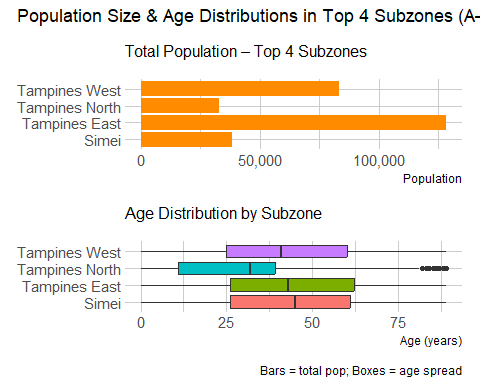 Population Size & Age Distributions in Top 4 Subzones (A-
Total Population – Top 4 Subzones
Tampines West
Tampines North
Tampines East
Simei
0 50,000 100,000
Population
Age Distribution by Subzone
Tampines West
Tampines North
Tampines East
Simei
0 25 50 75
Age (years)
Bars = total pop; Boxes = age spread